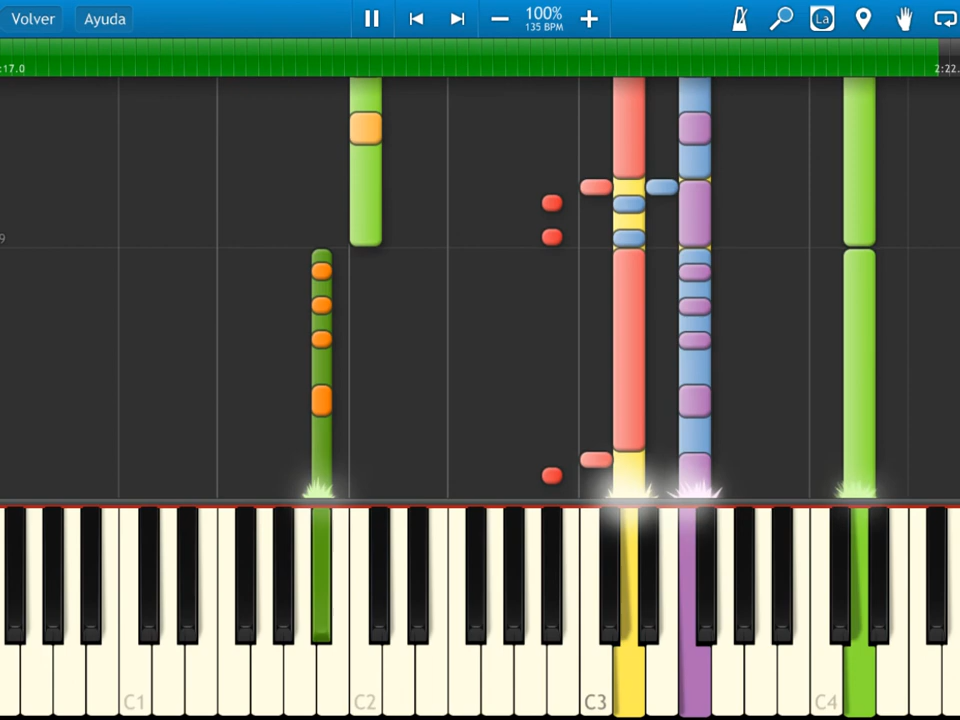 Volver
Ayuda
100%
135 BPM
La
:17.0
2:22.
9
C1
C2
C3
C4